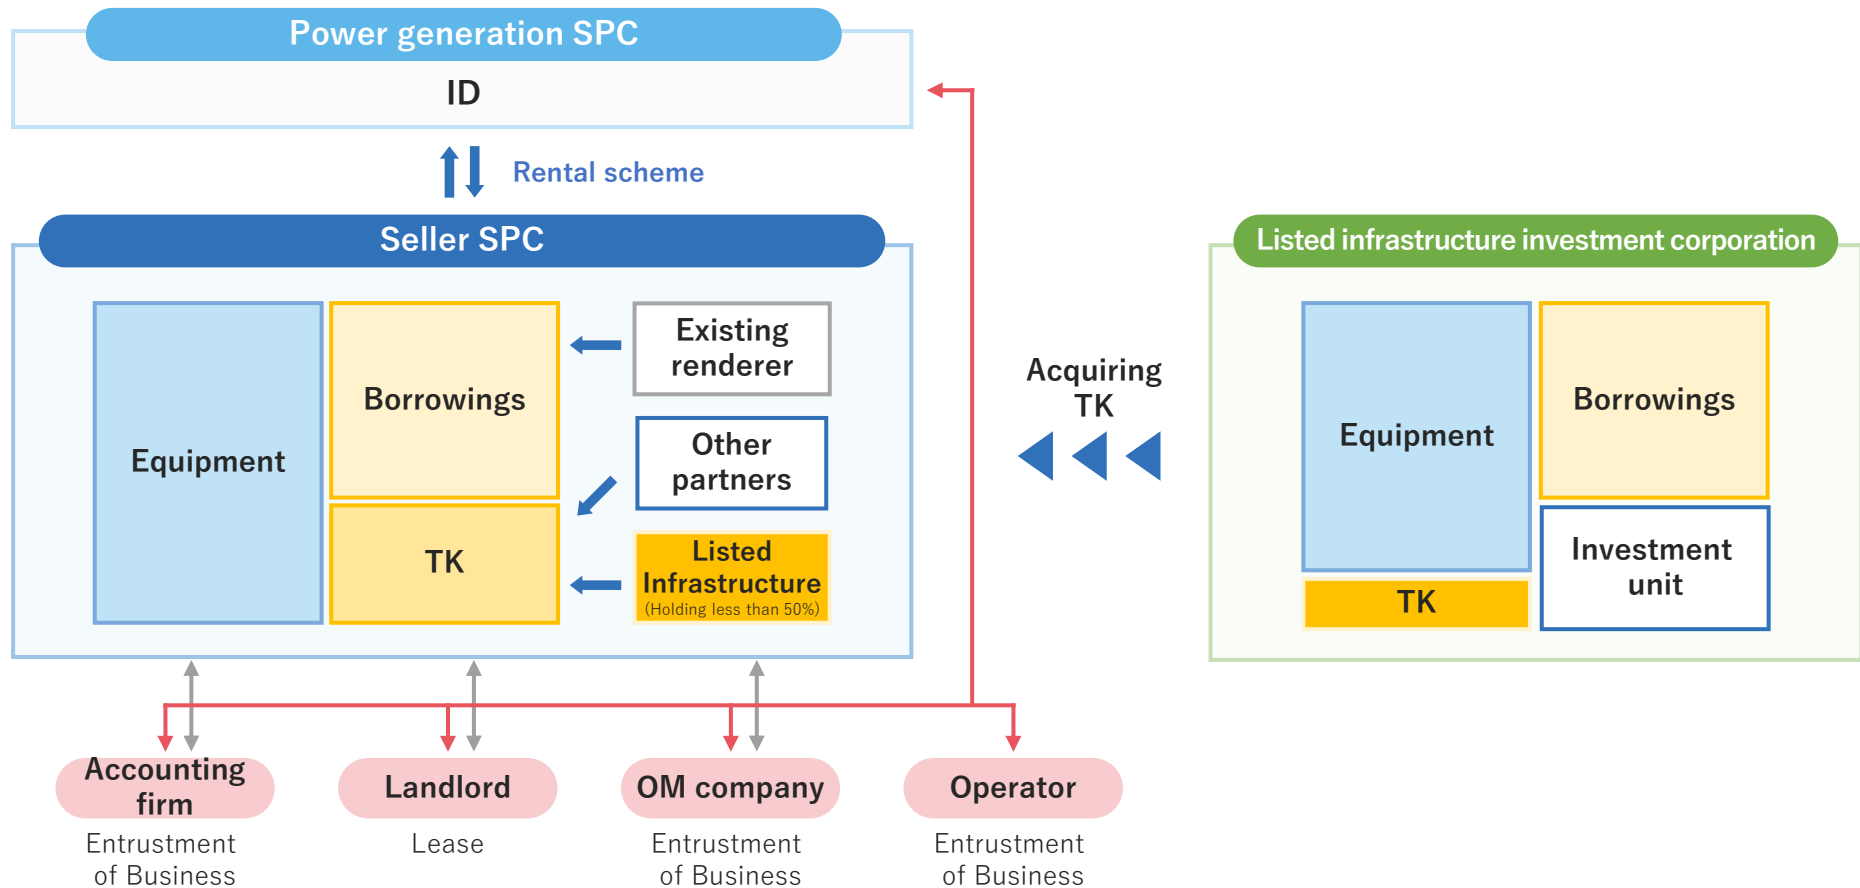 Power generation SPC
ID
Rental scheme
Seller SPC
Equipment
Borrowings
TK
Existing
renderer
Other
partners
Listed
Infrastructure
(Holding less than 50%)
Acquiring
TK
Listed infrastructure investment corporation
Equipment
TK
Borrowings
Investment
unit
Accounting
firm
Entrustment
of Business
Landlord
Lease
OM company
Entrustment
of Business
Operator
Entrustment
of Business